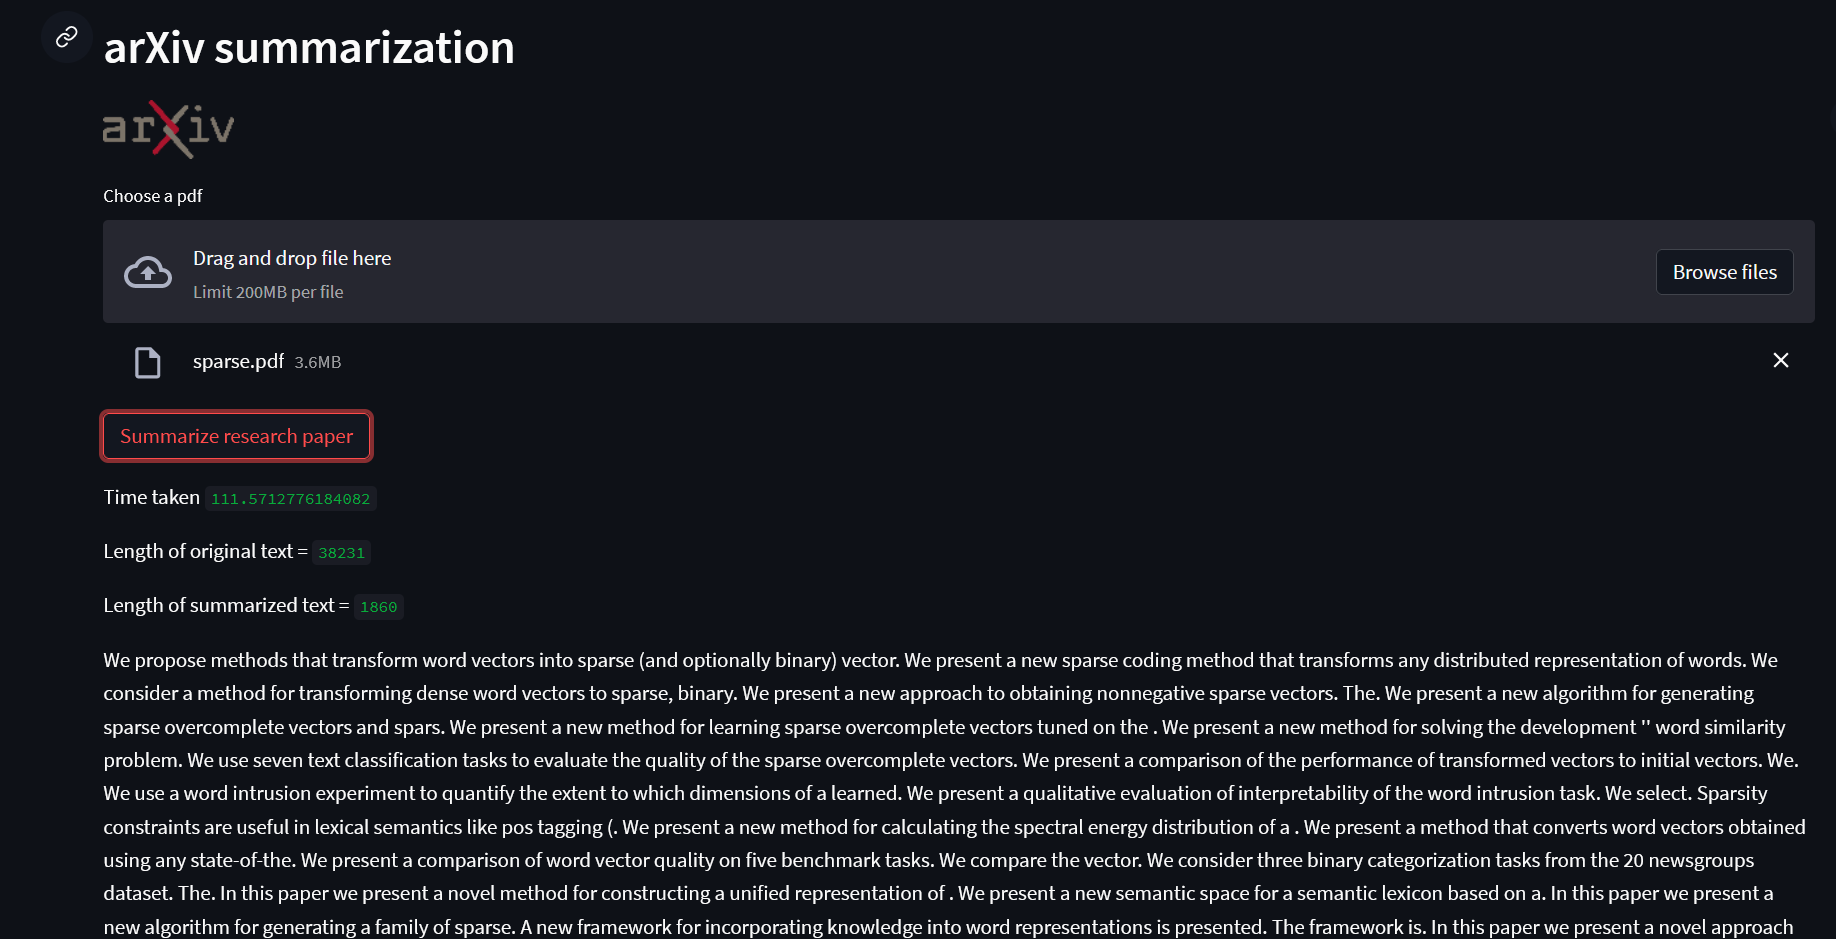 arXiv summarization
arXiv
Choose a pdf
Drag and drop file here
Limit 200MB per file
Browse files
sparse.pdf 3.6MB
Summarize research paper
Time taken 111.5712776184082
Length of original text = 38231
Length of summarized text = 1860
We propose methods that transform word vectors into sparse (and optionally binary) vector. We present a new sparse coding method that transforms any distributed representation of words. We
consider a method for transforming dense word vectors to sparse, binary. We present a new approach to obtaining nonnegative sparse vectors. The. We present a new algorithm for generating
sparse overcomplete vectors and spars. We present a new method for learning sparse overcomplete vectors tuned on the . We present a new method for solving the development '' word similarity
problem. We use seven text classification tasks to evaluate the quality of the sparse overcomplete vectors. We present a comparison of the performance of transformed vectors to initial vectors. We.
We use a word intrusion experiment to quantify the extent to which dimensions of a learned. We present a qualitative evaluation of interpretability of the word intrusion task. We select. Sparsity
constraints are useful in lexical semantics like pos tagging (. We present a new method for calculating the spectral energy distribution of a . We present a method that converts word vectors obtained
using any state-of-the. We present a comparison of word vector quality on five benchmark tasks. We compare the vector. We consider three binary categorization tasks from the 20 newsgroups
dataset. The. In this paper we present a novel method for constructing a unified representation of . We present a new semantic space for a semantic lexicon based on a. In this paper we present a
new algorithm for generating a family of sparse. A new framework for incorporating knowledge into word representations is presented. The framework is. In this paper we present a novel approach